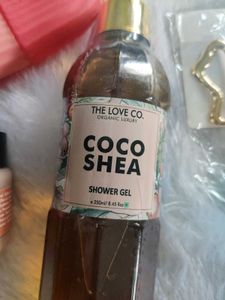 THE LOVE CO.
ORGANIC LUXURY
COCO
SHEA
SHOWER GEL
e 250ml/ 8.45 fl.oz